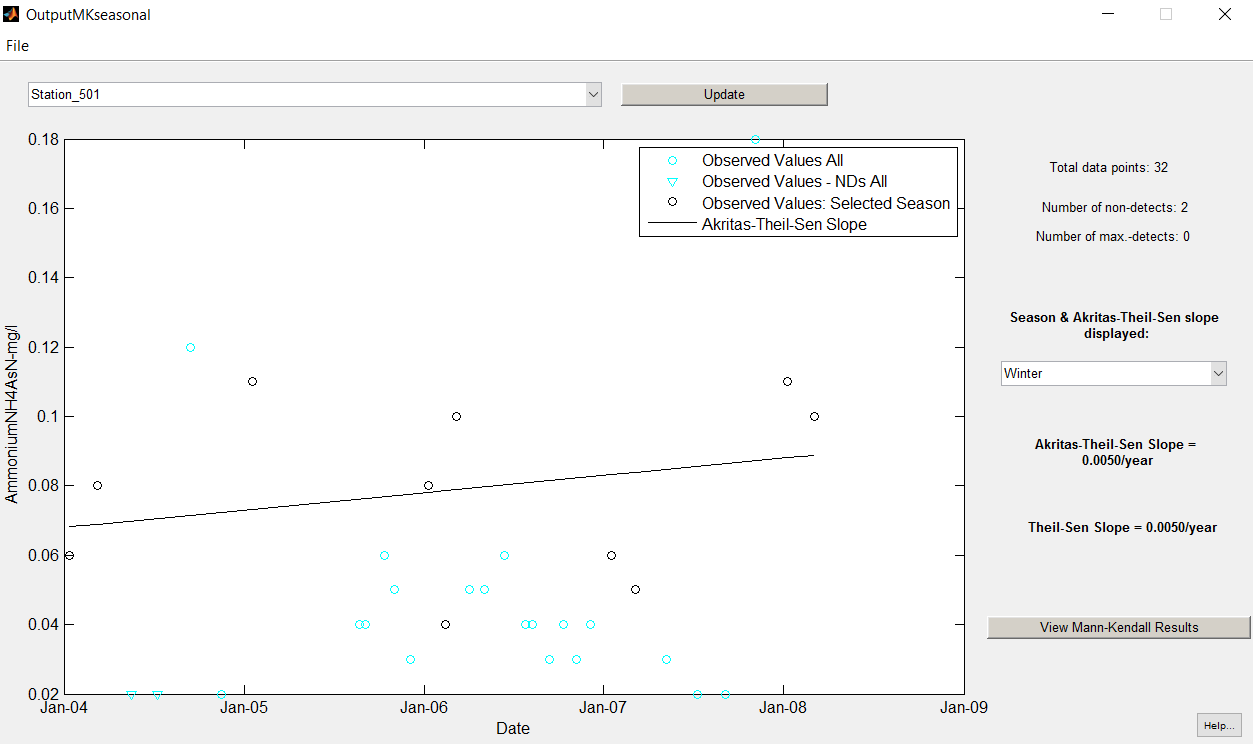 OutputMKseasonal
File
Station_501
Update
0.18
0.16
0.14
0.12
0.1
0.08
0.06
0.04
0.02
AmmoniumNH4AsN-mg/l
Jan-04 Jan-05 Jan-06 Jan-07 Jan-08 Jan-09
Date
Observed Values All
Observed Values - NDs All
Observed Values: Selected Season
Akritas-Theil-Sen Slope
Total data points: 32
Number of non-detects: 2
Number of max.-detects: 0
Season & Akritas-Theil-Sen slope
displayed:
Winter
Akritas-Theil-Sen Slope =
0.0050/year
Theil-Sen Slope = 0.0050/year
View Mann-Kendall Results
Help...